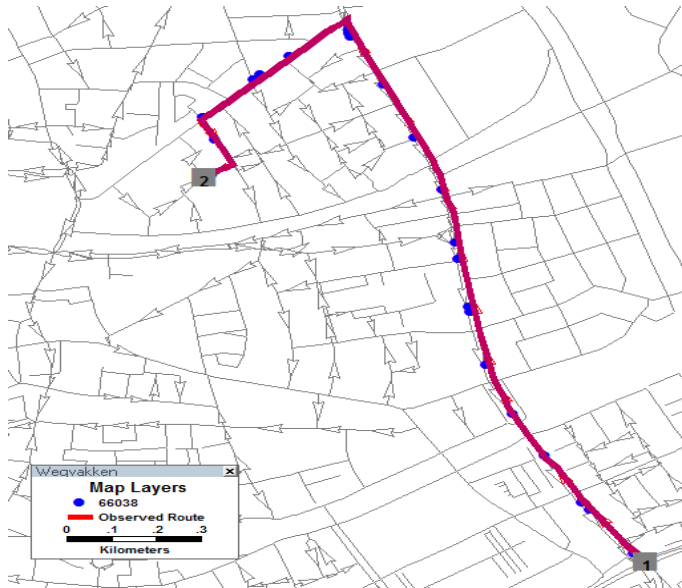 2
Wegvakken
Map Layers
66038
Observed Route
0 .1 .2 .3
Kilometers
1